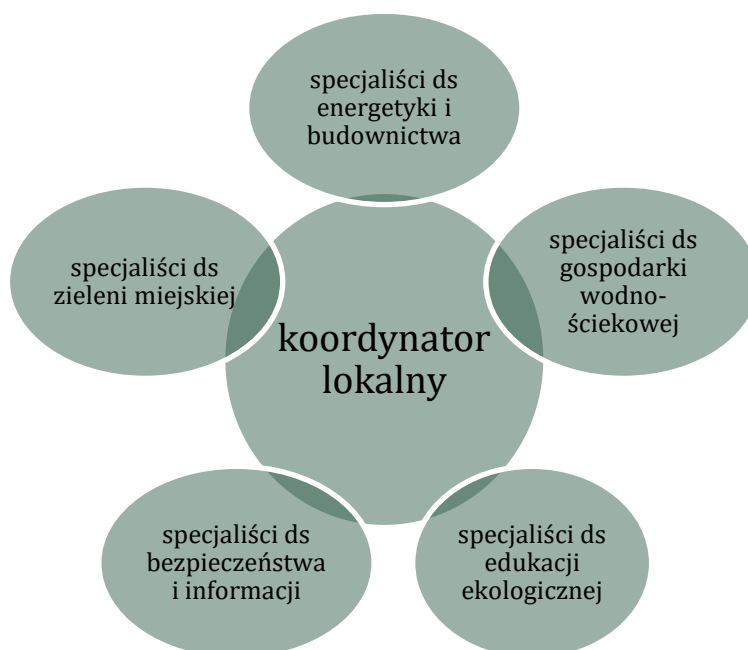 specjaliści ds
energetyki i
budownictwa
specjaliści ds
gospodarki
wodno-
ściekowej
specjaliści ds
edukacji
ekologicznej
specjaliści ds
bezpieczeństwa
i informacji
specjaliści ds
zieleni miejskiej
koordynator
lokalny